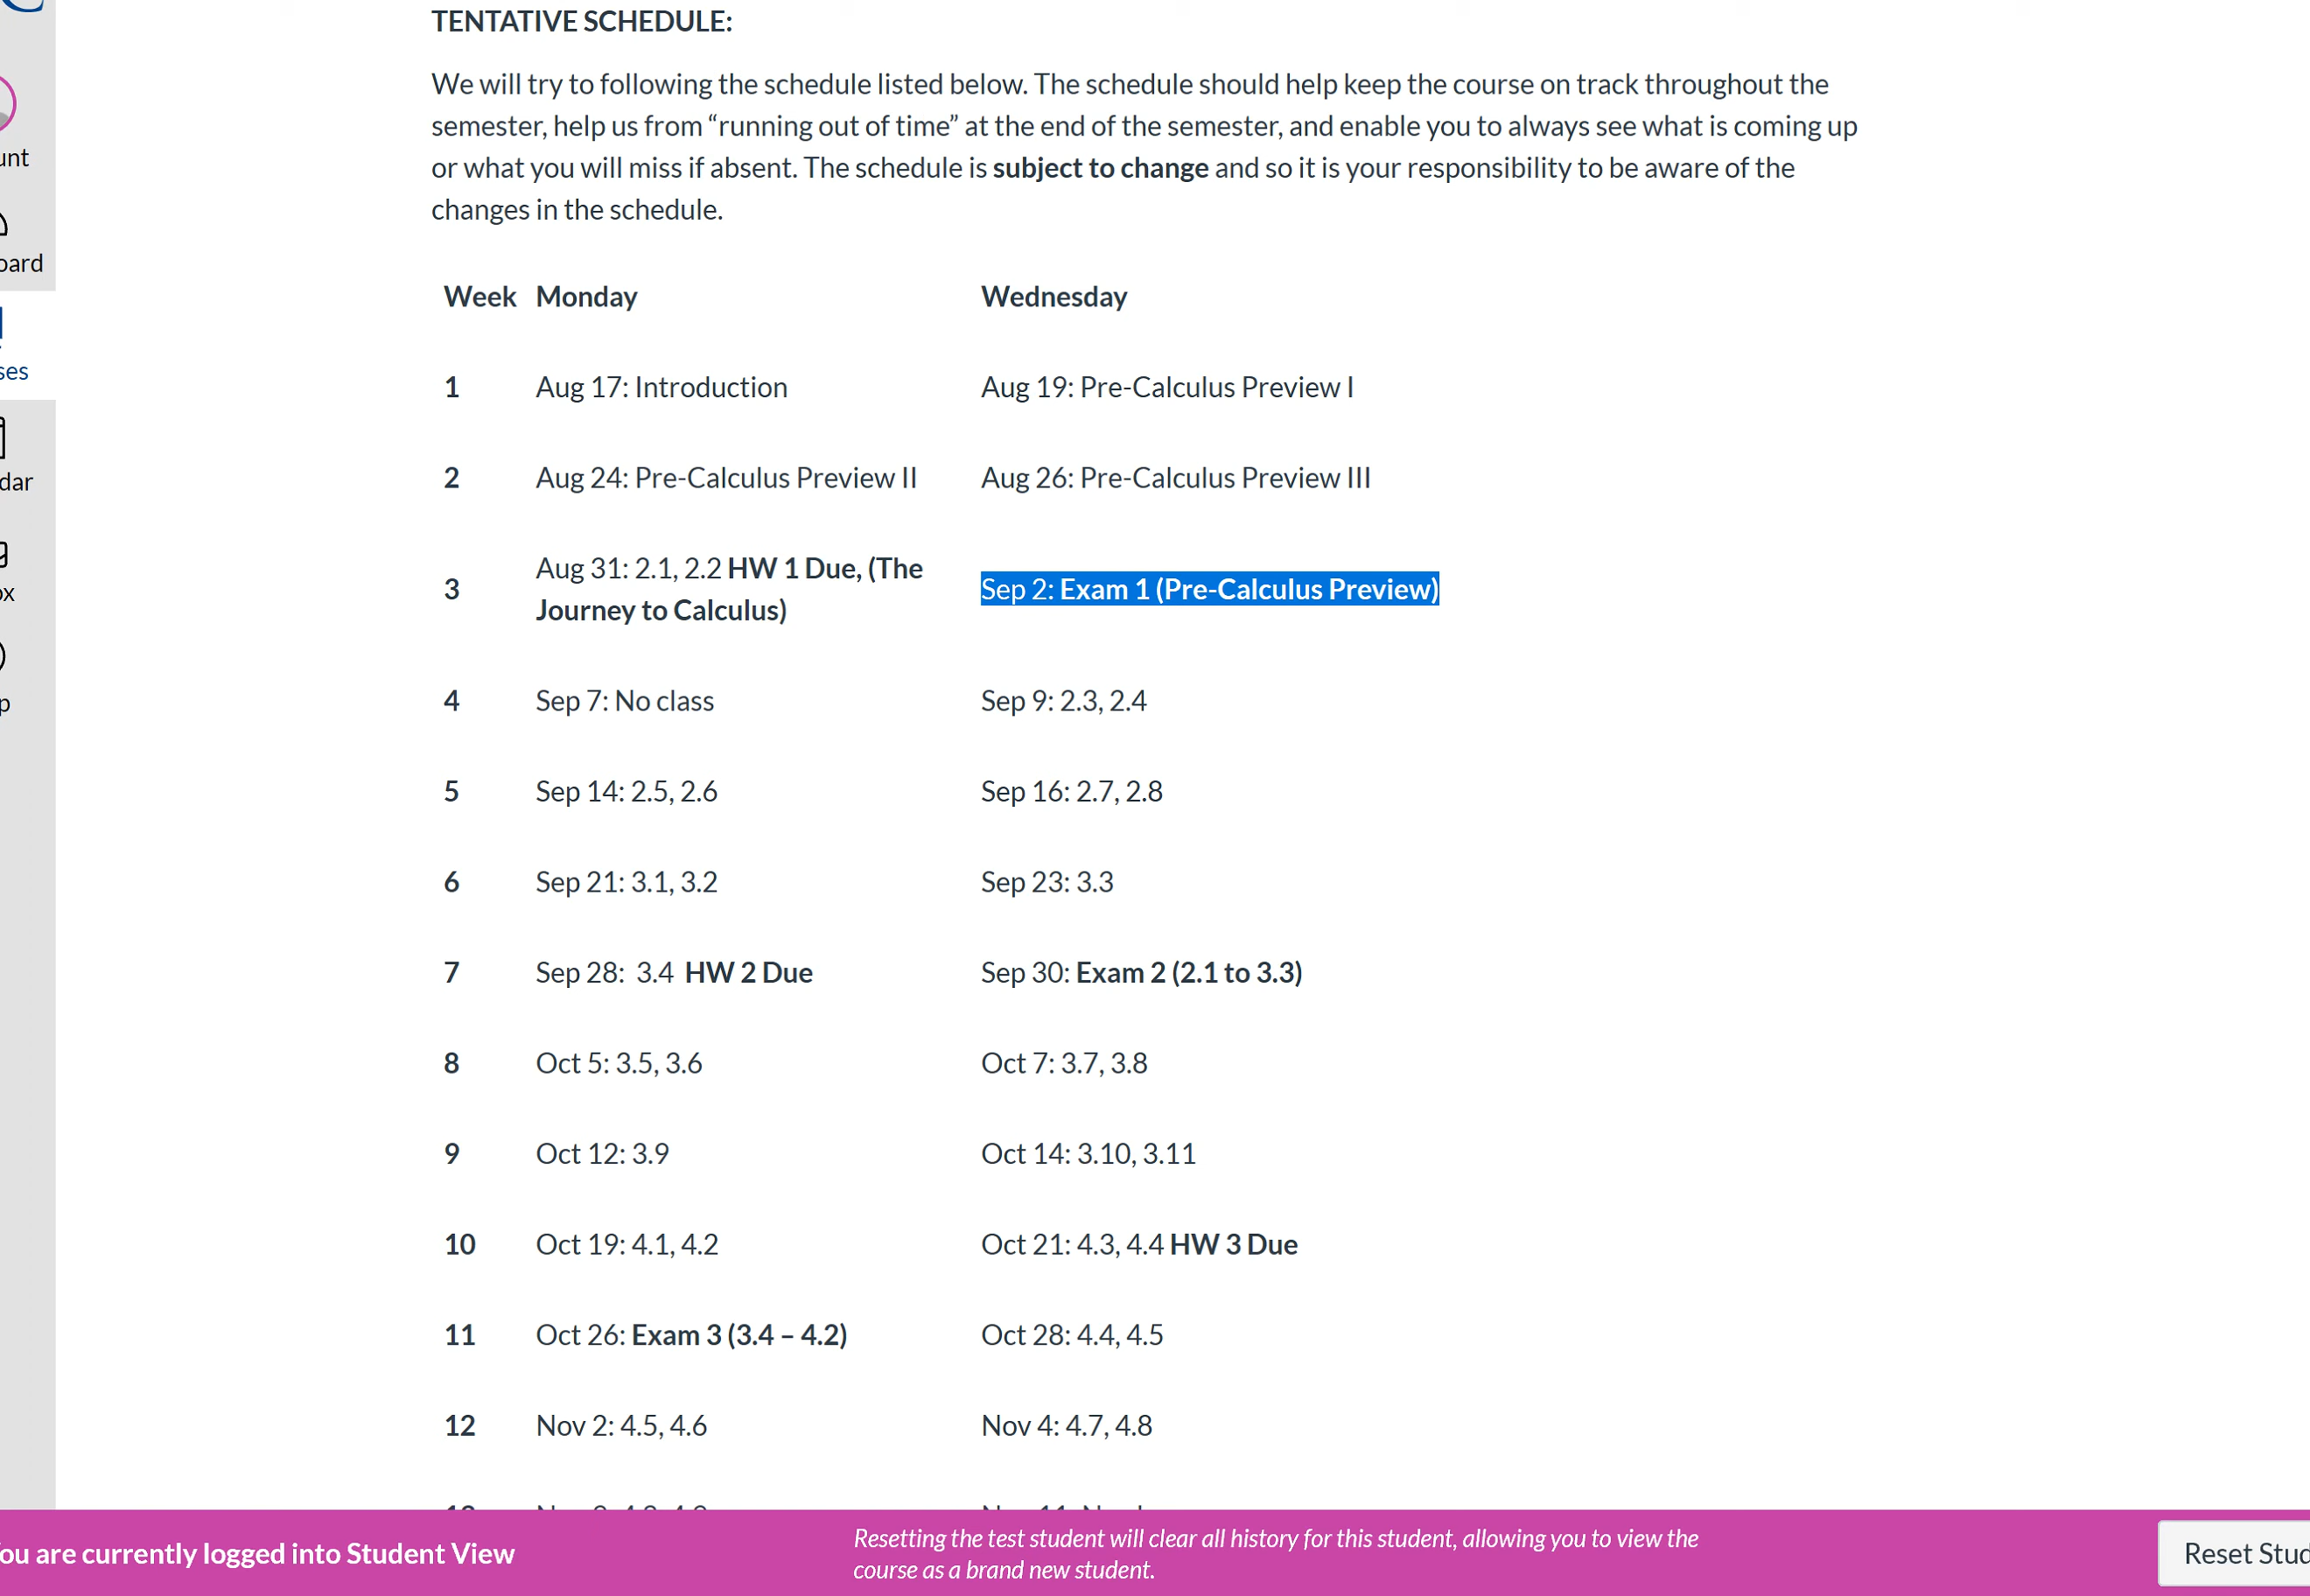 TENTATIVE SCHEDULE:
We will try to following the schedule listed below. The schedule should help keep the course on track throughout the
semester, help us from “running out of time” at the end of the semester, and enable you to always see what is coming up
or what you will miss if absent. The schedule is subject to change and so it is your responsibility to be aware of the
changes in the schedule.
unt
oard
ses
dar
ox
p
Week Monday Wednesday
1 Aug 17: Introduction Aug 19: Pre-Calculus Preview I
2 Aug 24: Pre-Calculus Preview II Aug 26: Pre-Calculus Preview III
3 Aug 31: 2.1, 2.2 HW 1 Due, (The
Journey to Calculus) Sep 2: Exam 1 (Pre-Calculus Preview)
4 Sep 7: No class Sep 9: 2.3, 2.4
5 Sep 14: 2.5, 2.6 Sep 16: 2.7, 2.8
6 Sep 21: 3.1, 3.2 Sep 23: 3.3
7 Sep 28: 3.4 HW 2 Due Sep 30: Exam 2 (2.1 to 3.3)
8 Oct 5: 3.5, 3.6 Oct 7: 3.7, 3.8
9 Oct 12: 3.9 Oct 14: 3.10, 3.11
10 Oct 19: 4.1, 4.2 Oct 21: 4.3, 4.4 HW 3 Due
11 Oct 26: Exam 3 (3.4 – 4.2) Oct 28: 4.4, 4.5
12 Nov 2: 4.5, 4.6 Nov 4: 4.7, 4.8
ou are currently logged into Student View
Resetting the test student will clear all history for this student, allowing you to view the
course as a brand new student.
Reset Stud